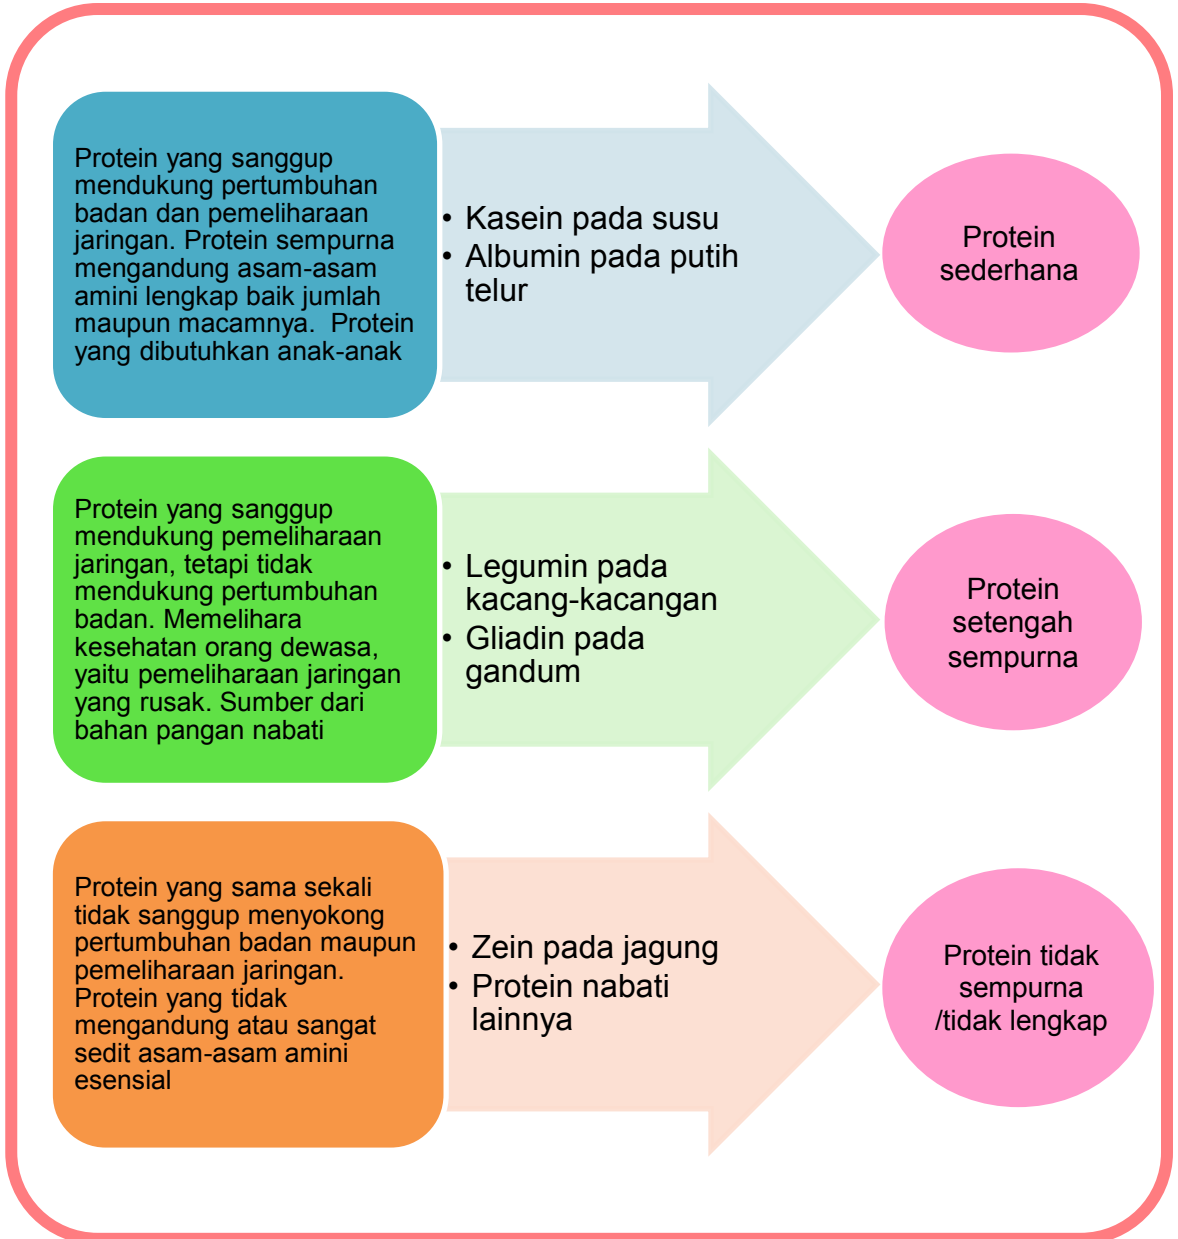 Protein yang sanggup
mendukung pertumbuhan
badan dan pemeliharaan
jaringan. Protein sempurna
mengandung asam-asam
amini lengkap baik jumlah
maupun macamnya.  Protein
yang dibutuhkan anak-anak
• Kasein pada susu
• Albumin pada putih
telur
Protein
sederhana
Protein yang sanggup
mendukung pemeliharaan
jaringan, tetapi tidak
mendukung pertumbuhan
badan. Memelihara
kesehatan orang dewasa,
yaitu pemeliharaan jaringan
yang rusak. Sumber dari
bahan pangan nabati
• Legumin pada
kacang-kacangan
• Gliadin pada
gandum
Protein
setengah
sempurna
Protein yang sama sekali
tidak sanggup menyokong
pertumbuhan badan maupun
pemeliharaan jaringan.
Protein yang tidak
mengandung atau sangat
sedit asam-asam amini
esensial
• Zein pada jagung
• Protein nabati
lainnya
Protein tidak
sempurna
/tidak lengkap